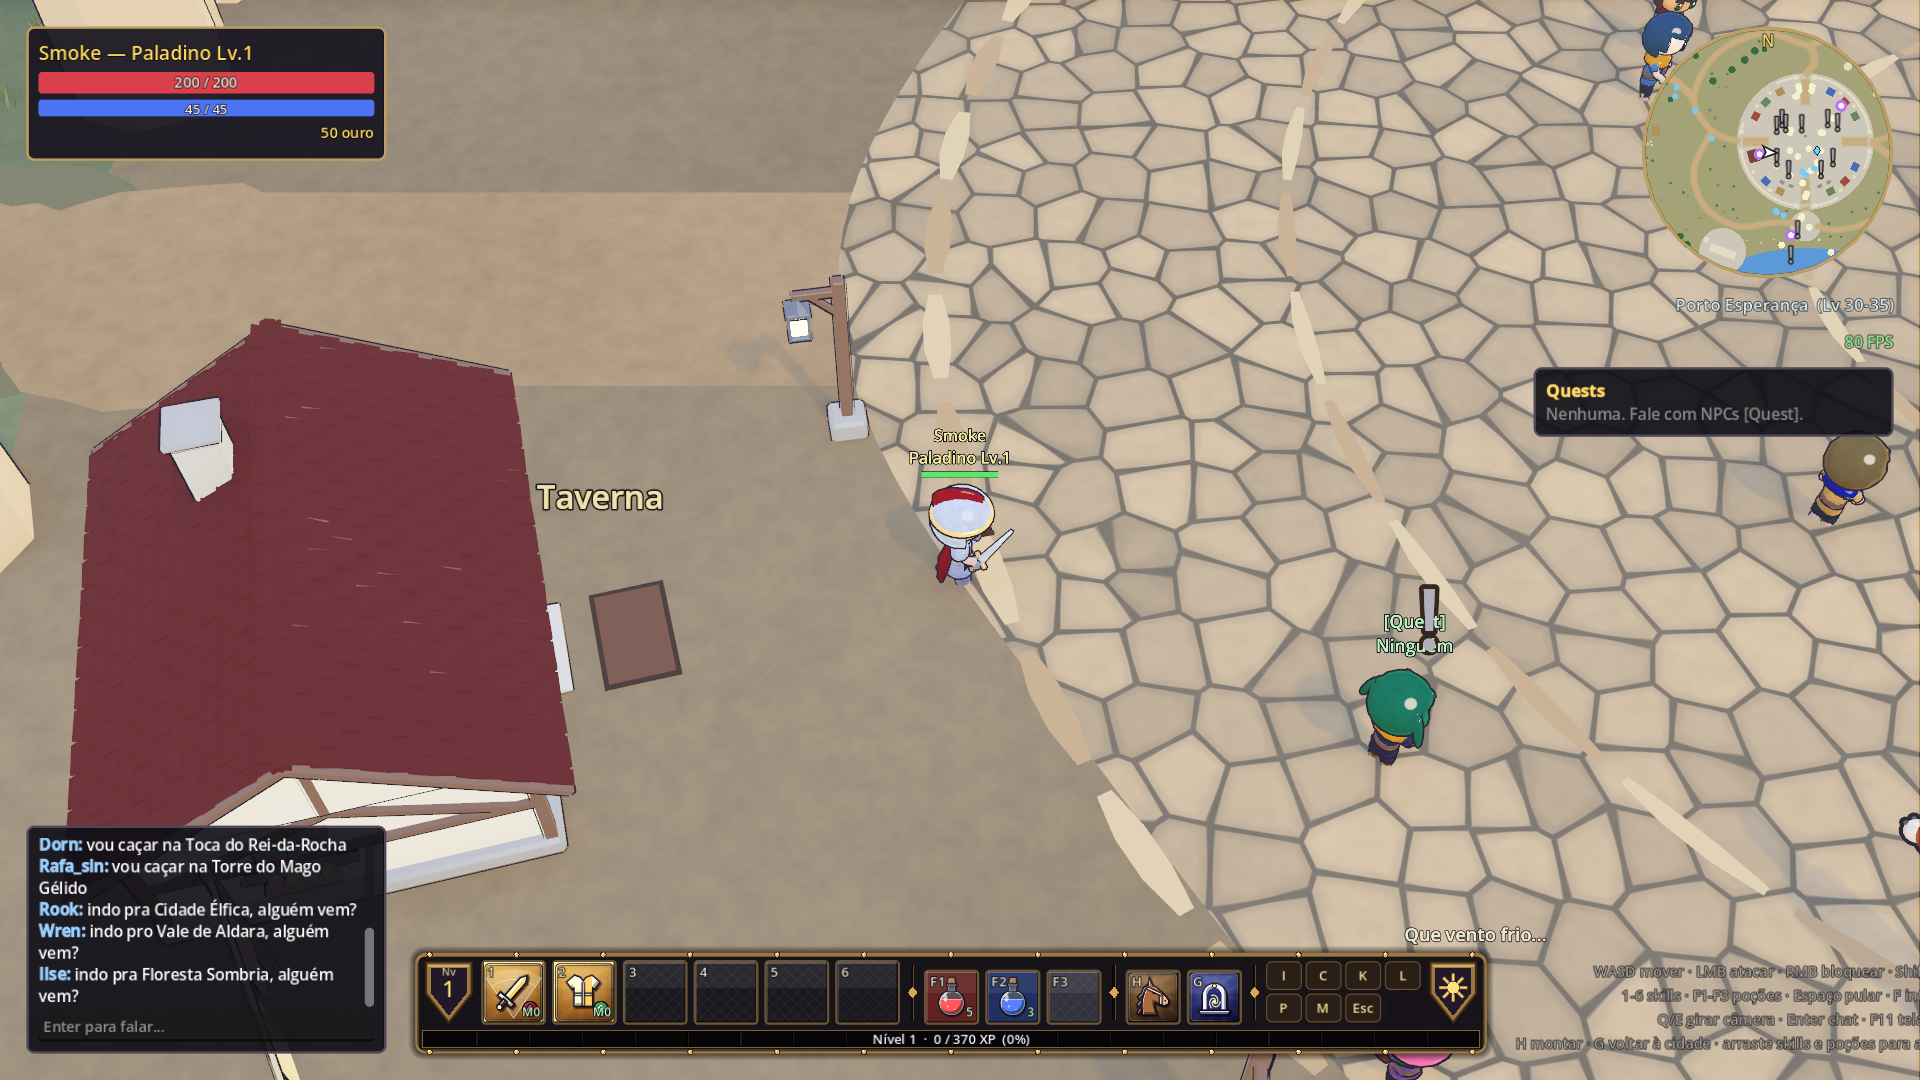 Smoke — Paladino Lv.1
200 / 200
45 / 45
50 ouro
N
Porto Esperança (Lv 30-35)
80 FPS
Quests
Nenhuma. Fale com NPCs [Quest].
Smoke
Paladino Lv.1
Taverna
[Quest]
Ninguém
Que vento frio...
Dorn: vou caçar na Toca do Rei-da-Rocha
Rafa_sin: vou caçar na Torre do Mago
Gélido
Rook: indo pra Cidade Élfica, alguém vem?
Wren: indo pro Vale de Aldara, alguém
vem?
Ilse: indo pra Floresta Sombria, alguém
vem?
Enter para falar...
Nv
1
1 M0
2 M0
3
4
5
6
F1 5
F2 3
F3
H
G
I C K L
P M Esc
Nível 1 · 0 / 370 XP (0%)
WASD mover · LMB atacar · RMB bloquear · Shi
1-6 skills · F1-F3 poções · Espaço pular · F in
Q/E girar câmera · Enter chat · F11 tela
H montar · G voltar à cidade · arraste skills e poções para a